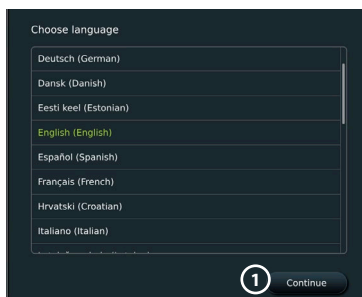 Choose language
Deutsch (German)
Dansk (Danish)
Eesti keel (Estonian)
English (English)
Español (Spanish)
Français (French)
Hrvatski (Croatian)
Italiano (Italian)
1 Continue